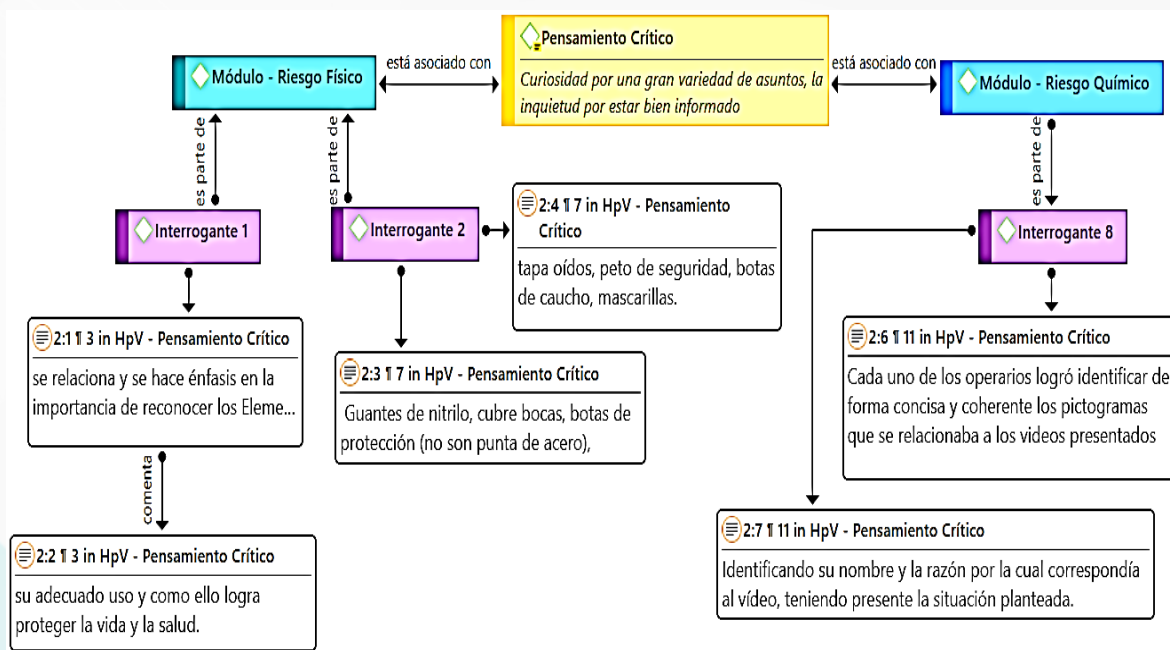 Pensamiento Crítico
Curiosidad por una gran variedad de asuntos, la
inquietud por estar bien informado
está asociado con
está asociado con
Módulo - Riesgo Físico
Módulo - Riesgo Químico
es parte de
es parte de
es parte de
Interrogante 1
Interrogante 2
Interrogante 8
2:4 ¶ 7 in HpV - Pensamiento
Crítico
tapa oídos, peto de seguridad, botas
de caucho, mascarillas.
2:1 ¶ 3 in HpV - Pensamiento Crítico
se relaciona y se hace énfasis en la
importancia de reconocer los Eleme...
2:3 ¶ 7 in HpV - Pensamiento Crítico
Guantes de nitrilo, cubre bocas, botas de
protección (no son punta de acero),
2:6 ¶ 11 in HpV - Pensamiento Crítico
Cada uno de los operarios logró identificar de
forma concisa y coherente los pictogramas
que se relacionaba a los videos presentados
comenta
2:2 ¶ 3 in HpV - Pensamiento Crítico
su adecuado uso y como ello logra
proteger la vida y la salud.
2:7 ¶ 11 in HpV - Pensamiento Crítico
Identificando su nombre y la razón por la cual correspondía
al vídeo, teniendo presente la situación planteada.